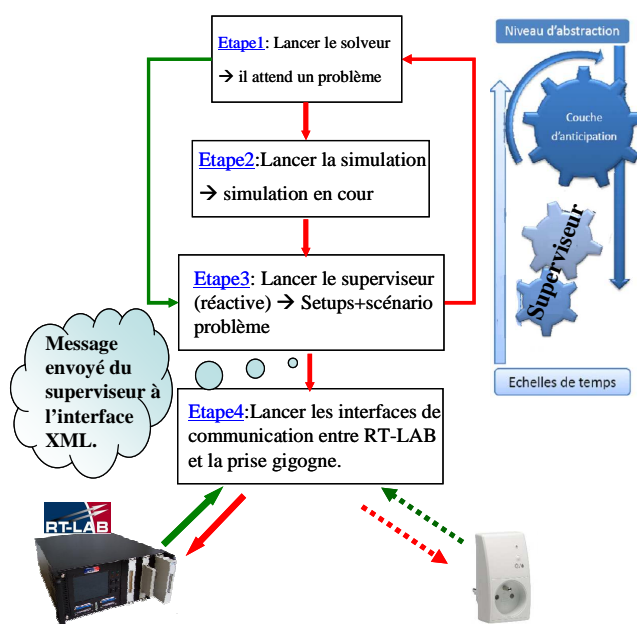 Etape1: Lancer le solveur
→ il attend un problème
Etape2:Lancer la simulation
→ simulation en cour
Etape3: Lancer le superviseur
(réactive) → Setups+scénario
problème
Message
envoyé du
superviseur à
l'interface
XML.
Etape4:Lancer les interfaces de
communication entre RT-LAB
et la prise gigogne.
RT-LAB
Niveau d'abstraction
Couche
d'anticipation
Superviseur
Echelles de temps